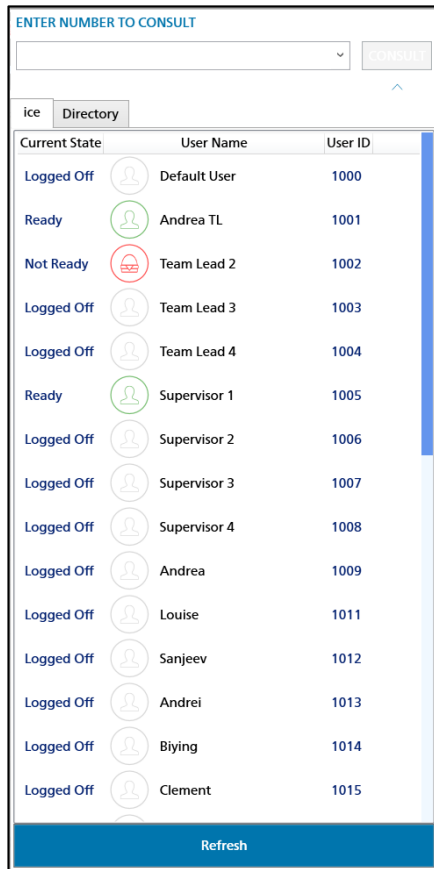 ENTER NUMBER TO CONSULT
CONSULT
ice Directory
Current State User Name User ID
Logged Off Default User 1000
Ready Andrea TL 1001
Not Ready Team Lead 2 1002
Logged Off Team Lead 3 1003
Logged Off Team Lead 4 1004
Ready Supervisor 1 1005
Logged Off Supervisor 2 1006
Logged Off Supervisor 3 1007
Logged Off Supervisor 4 1008
Logged Off Andrea 1009
Logged Off Louise 1011
Logged Off Sanjeev 1012
Logged Off Andrei 1013
Logged Off Biying 1014
Logged Off Clement 1015
Refresh